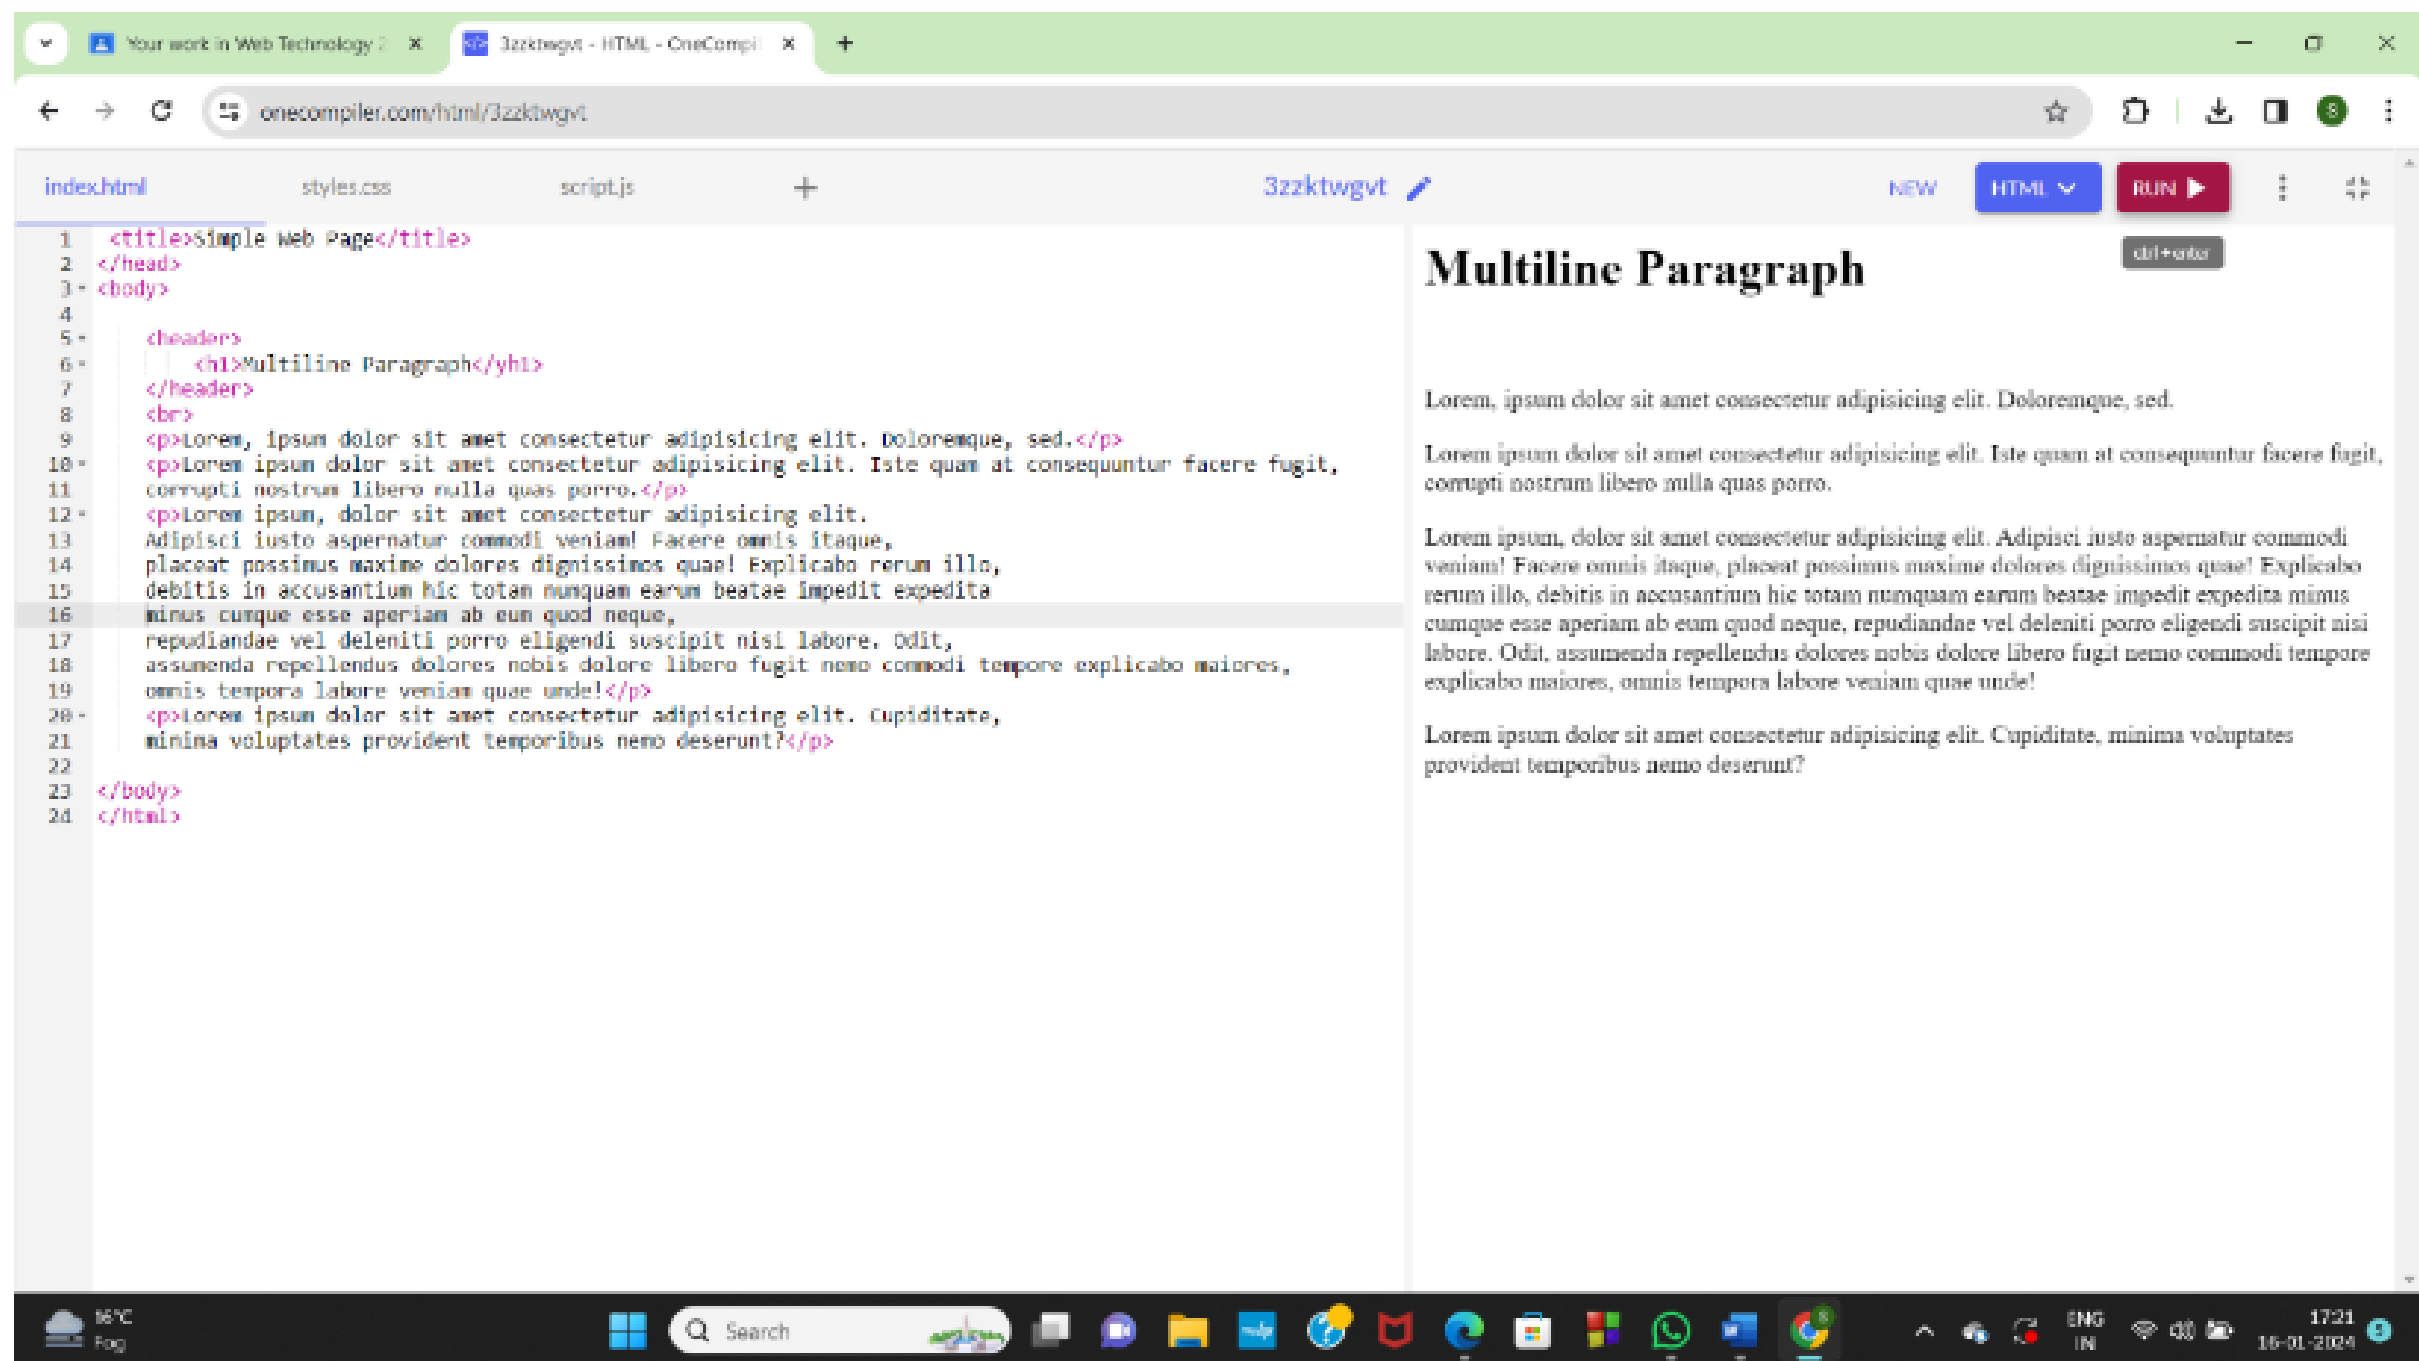 Your work in Web Technology 2
3zzktwgvt - HTML - OneCompil
onecompiler.com/html/3zzktwgvt
S
index.html
styles.css
script.js
3zzktwgvt
NEW
HTML
RUN
ctrl+enter
1 <title>Simple Web Page</title>
2 </head>
3 <body>
4
5 <header>
6 <h1>Multiline Paragraph</yh1>
7 </header>
8 <br>
9 <p>Lorem, ipsum dolor sit amet consectetur adipisicing elit. Doloremque, sed.</p>
10 <p>Lorem ipsum dolor sit amet consectetur adipisicing elit. Iste quam at consequuntur facere fugit,
11 corrupti nostrum libero nulla quas porro.</p>
12 <p>Lorem ipsum, dolor sit amet consectetur adipisicing elit.
13 Adipisci iusto aspernatur commodi veniam! Facere omnis itaque,
14 placeat possimus maxime dolores dignissimos quae! Explicabo rerum illo,
15 debitis in accusantium hic totam numquam earum beatae impedit expedita
16 minus cumque esse aperiam ab eum quod neque,
17 repudiandae vel deleniti porro eligendi suscipit nisi labore. Odit,
18 assumenda repellendus dolores nobis dolore libero fugit nemo commodi tempore explicabo maiores,
19 omnis tempora labore veniam quae unde!</p>
20 <p>Lorem ipsum dolor sit amet consectetur adipisicing elit. Cupiditate,
21 minima voluptates provident temporibus nemo deserunt?</p>
22
23 </body>
24 </html>
Multiline Paragraph
Lorem, ipsum dolor sit amet consectetur adipisicing elit. Doloremque, sed.
Lorem ipsum dolor sit amet consectetur adipisicing elit. Iste quam at consequuntur facere fugit,
corrupti nostrum libero nulla quas porro.
Lorem ipsum, dolor sit amet consectetur adipisicing elit. Adipisci iusto aspernatur commodi
veniam! Facere omnis itaque, placeat possimus maxime dolores dignissimos quae! Explicabo
rerum illo, debitis in accusantium hic totam numquam earum beatae impedit expedita minus
cumque esse aperiam ab eum quod neque, repudiandae vel deleniti porro eligendi suscipit nisi
labore. Odit, assumenda repellendus dolores nobis dolore libero fugit nemo commodi tempore
explicabo maiores, omnis tempora labore veniam quae unde!
Lorem ipsum dolor sit amet consectetur adipisicing elit. Cupiditate, minima voluptates
provident temporibus nemo deserunt?
16°C
Fog
Search
ENG
IN
17:21
16-01-2024